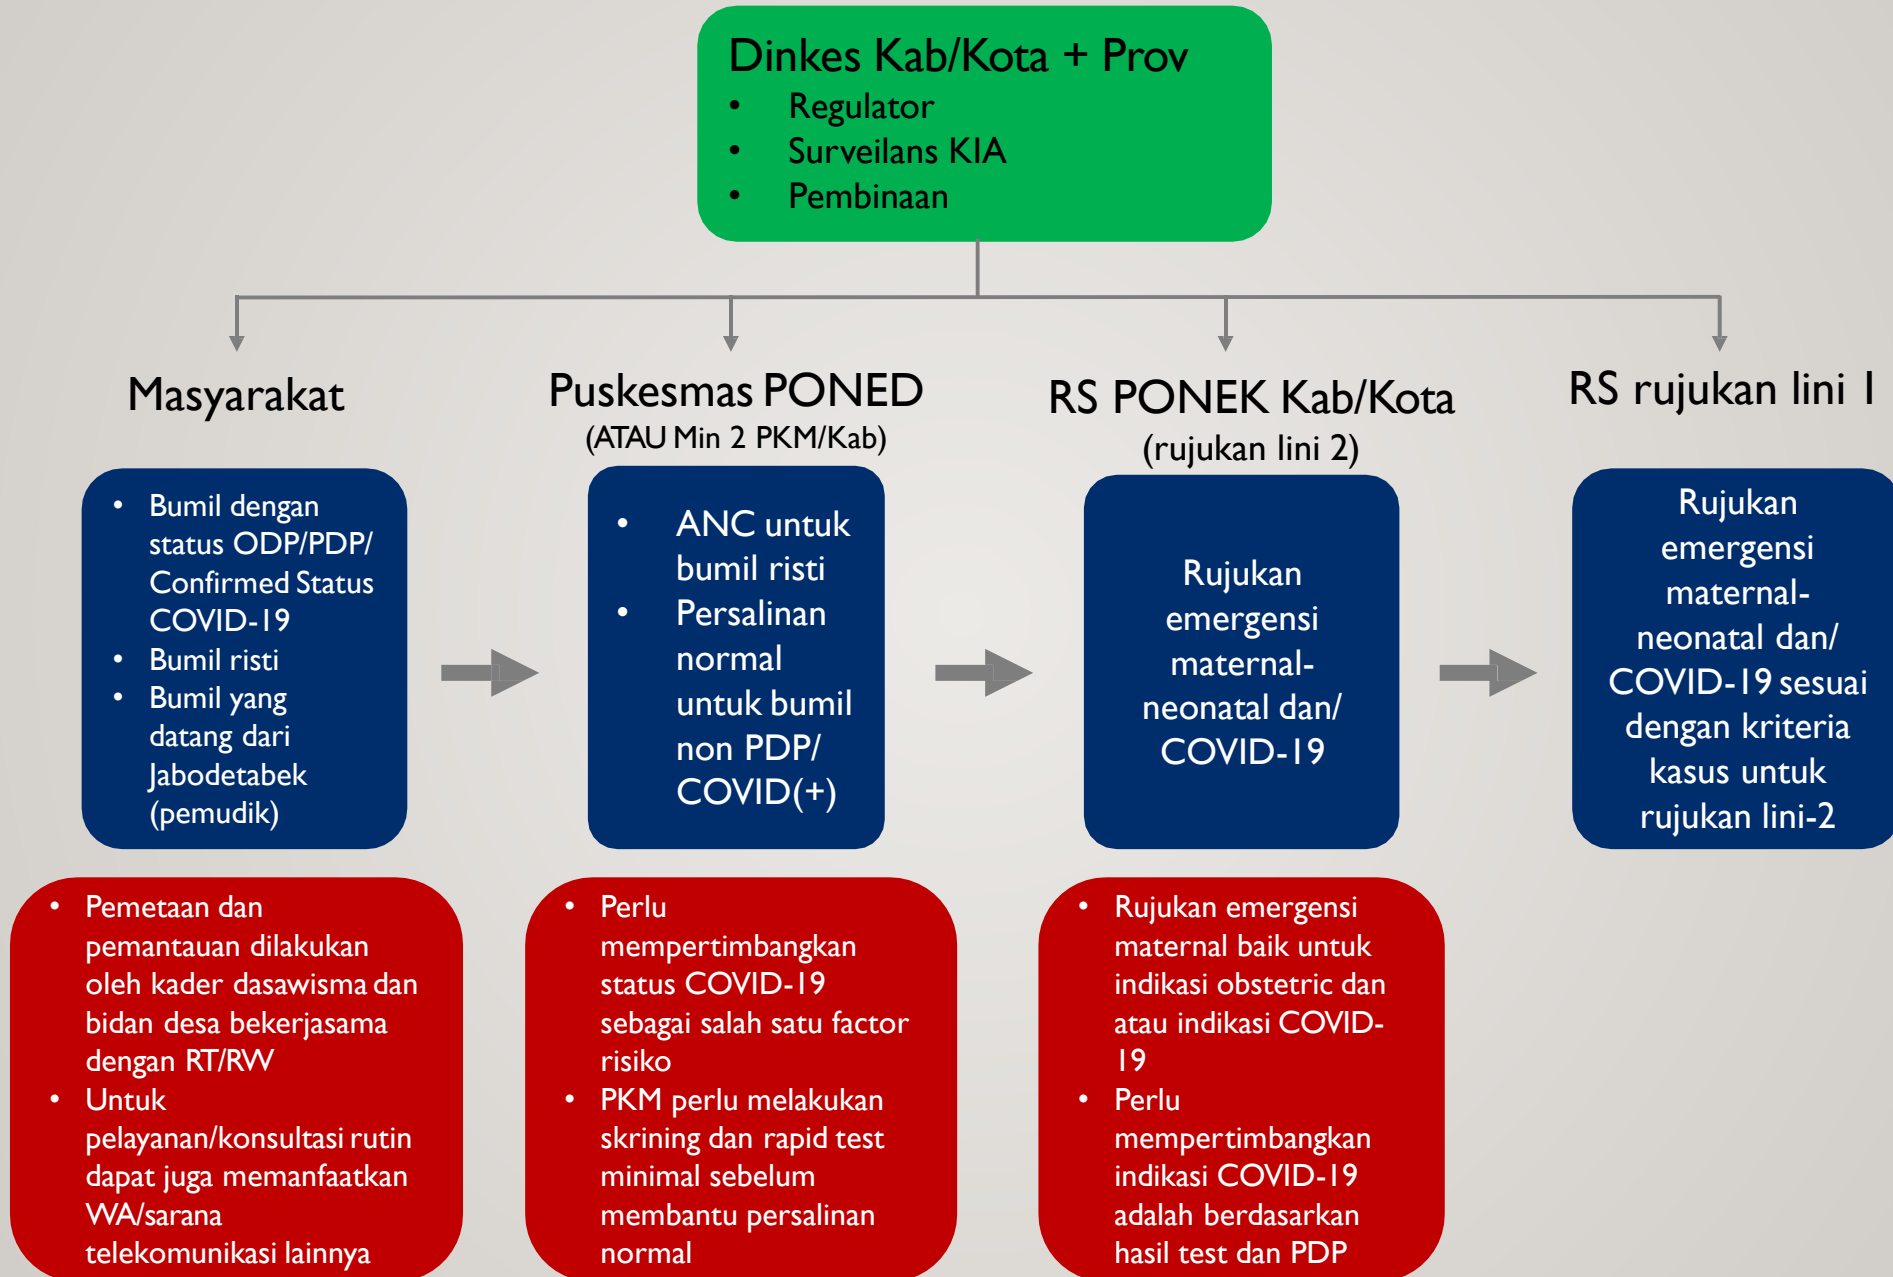 Dinkes Kab/Kota + Prov
• Regulator
• Surveilans KIA
• Pembinaan
Masyarakat
• Bumil dengan
status ODP/PDP/
Confirmed Status
COVID-19
• Bumil risti
• Bumil yang
datang dari
Jabodetabek
(pemudik)
• Pemetaan dan
pemantauan dilakukan
oleh kader dasawisma dan
bidan desa bekerjasama
dengan RT/RW
• Untuk
pelayanan/konsultasi rutin
dapat juga memanfaatkan
WA/sarana
telekomunikasi lainnya
Puskesmas PONED
(ATAU Min 2 PKM/Kab)
• ANC untuk
bumil risti
• Persalinan
normal
untuk bumil
non PDP/
COVID(+)
• Perlu
mempertimbangkan
status COVID-19
sebagai salah satu factor
risiko
• PKM perlu melakukan
skrining dan rapid test
minimal sebelum
membantu persalinan
normal
RS PONEK Kab/Kota
(rujukan lini 2)
Rujukan
emergensi
maternal-
neonatal dan/
COVID-19
• Rujukan emergensi
maternal baik untuk
indikasi obstetric dan
atau indikasi COVID-
19
• Perlu
mempertimbangkan
indikasi COVID-19
adalah berdasarkan
hasil test dan PDP
RS rujukan lini 1
Rujukan
emergensi
maternal-
neonatal dan/
COVID-19 sesuai
dengan kriteria
kasus untuk
rujukan lini-2